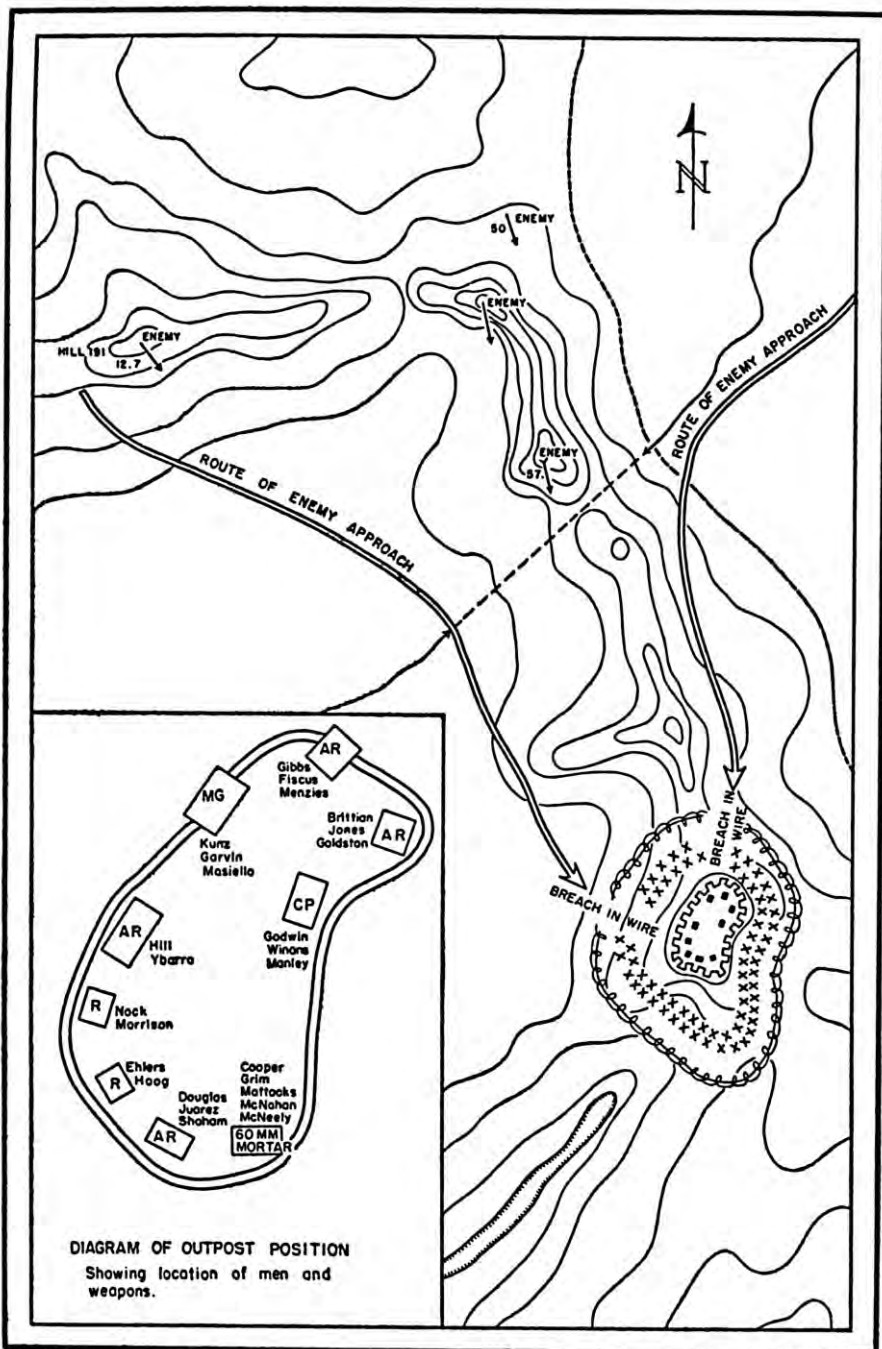 N
50 ENEMY
ENEMY
HILL 191
ENEMY
12.7
ENEMY
57.
ROUTE OF ENEMY APPROACH
ROUTE OF ENEMY APPROACH
BREACH IN WIRE
BREACH IN WIRE
AR
Gibbs
Fiscus
Menzies
MG
Kunz
Garvin
Masiello
Brittian
Jones
Goldston
AR
CP
Godwin
Winans
Manley
AR
Hill
Ybarra
R
Nock
Morrison
Ehlers
Hoog
R
Douglas
Juarez
Shaham
AR
Cooper
Grim
Mattocks
McNahan
McNeely
60 MM
MORTAR
DIAGRAM OF OUTPOST POSITION
Showing location of men and
weapons.